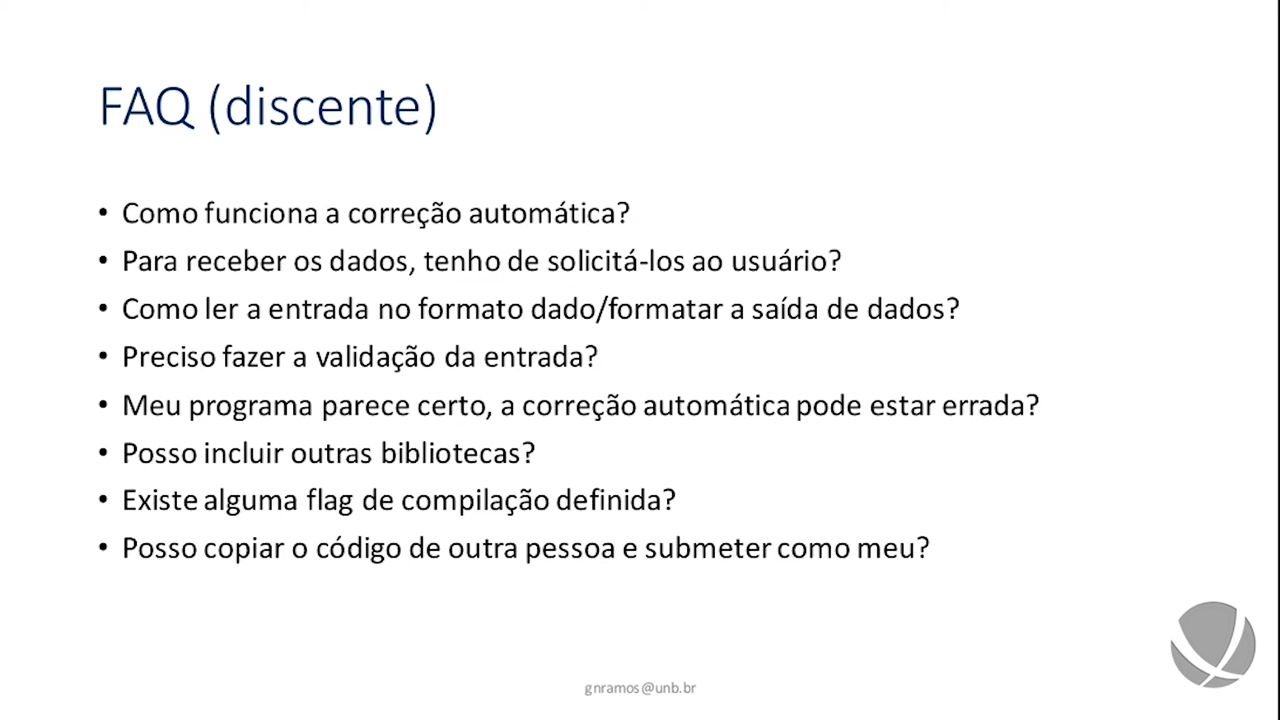 FAQ (discente)
• Como funciona a correção automática?
• Para receber os dados, tenho de solicitá-los ao usuário?
• Como ler a entrada no formato dado/formatar a saída de dados?
• Preciso fazer a validação da entrada?
• Meu programa parece certo, a correção automática pode estar errada?
• Posso incluir outras bibliotecas?
• Existe alguma flag de compilação definida?
• Posso copiar o código de outra pessoa e submeter como meu?
gnramos@unb.br